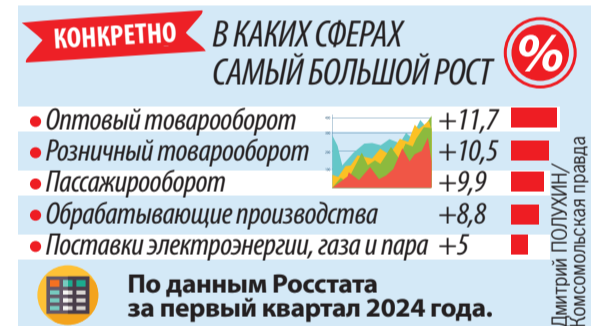 КОНКРЕТНО
В КАКИХ СФЕРАХ
САМЫЙ БОЛЬШОЙ РОСТ
%
Оптовый товарооборот +11,7
Розничный товарооборот +10,5
Пассажирооборот +9,9
Обрабатывающие производства +8,8
Поставки электроэнергии, газа и пара +5
По данным Росстата
за первый квартал 2024 года.
Дмитрий ПОЛУХИН/
Комсомольская правда